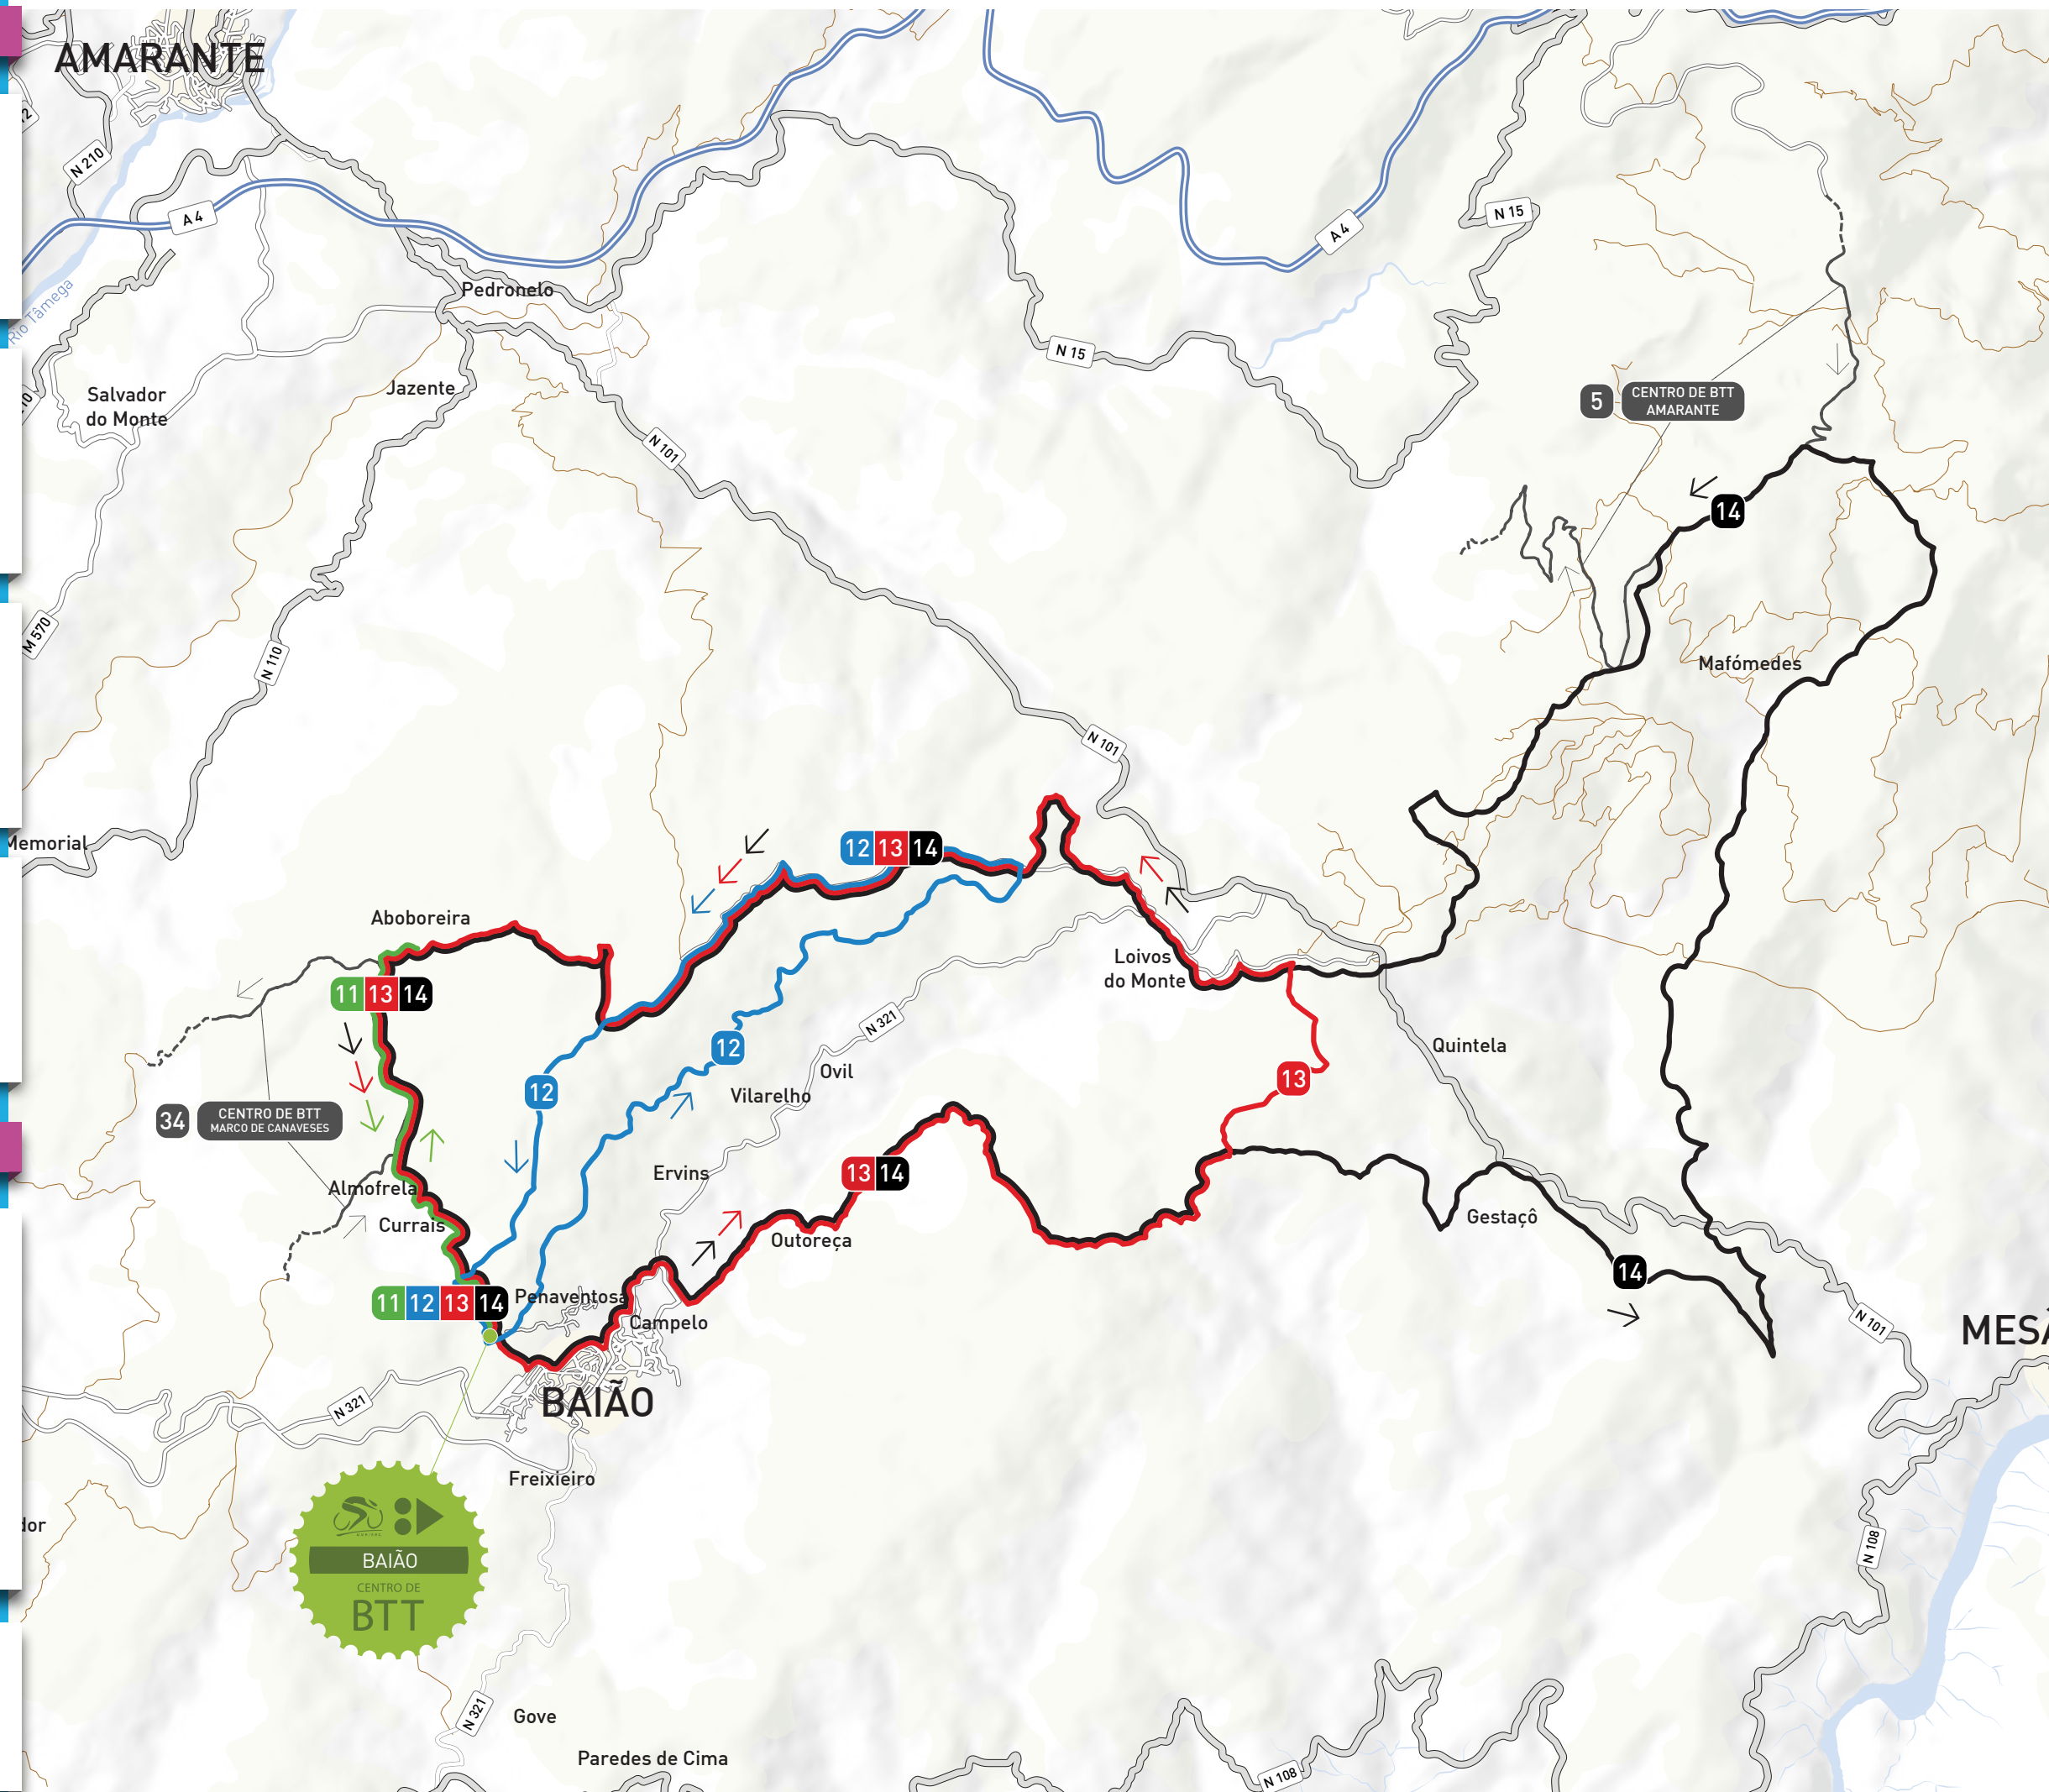 AMARANTE
N 210
A 4
N 15
A 4
Rio Tâmega
Pedronelo
N 15
Salvador
do Monte
Jazente
5
CENTRO DE BTT
AMARANTE
N 101
14
M 570
N 110
Mafómedes
N 101
Memorial
12 13 14
Aboboreira
Loivos
do Monte
11 13 14
N 321
12
Quintela
Ovil
13
12
Vilarelho
34
CENTRO DE BTT
MARCO DE CANAVESES
Ervins
13 14
Almofrela
Currais
Gestaçô
Outoreça
14
11 12 13 14
Penaventosa
Campelo
N 101
BAIÃO
N 321
Freixieiro
N 108
BAIÃO
CENTRO DE
BTT
N 321
Gove
Paredes de Cima
N 108